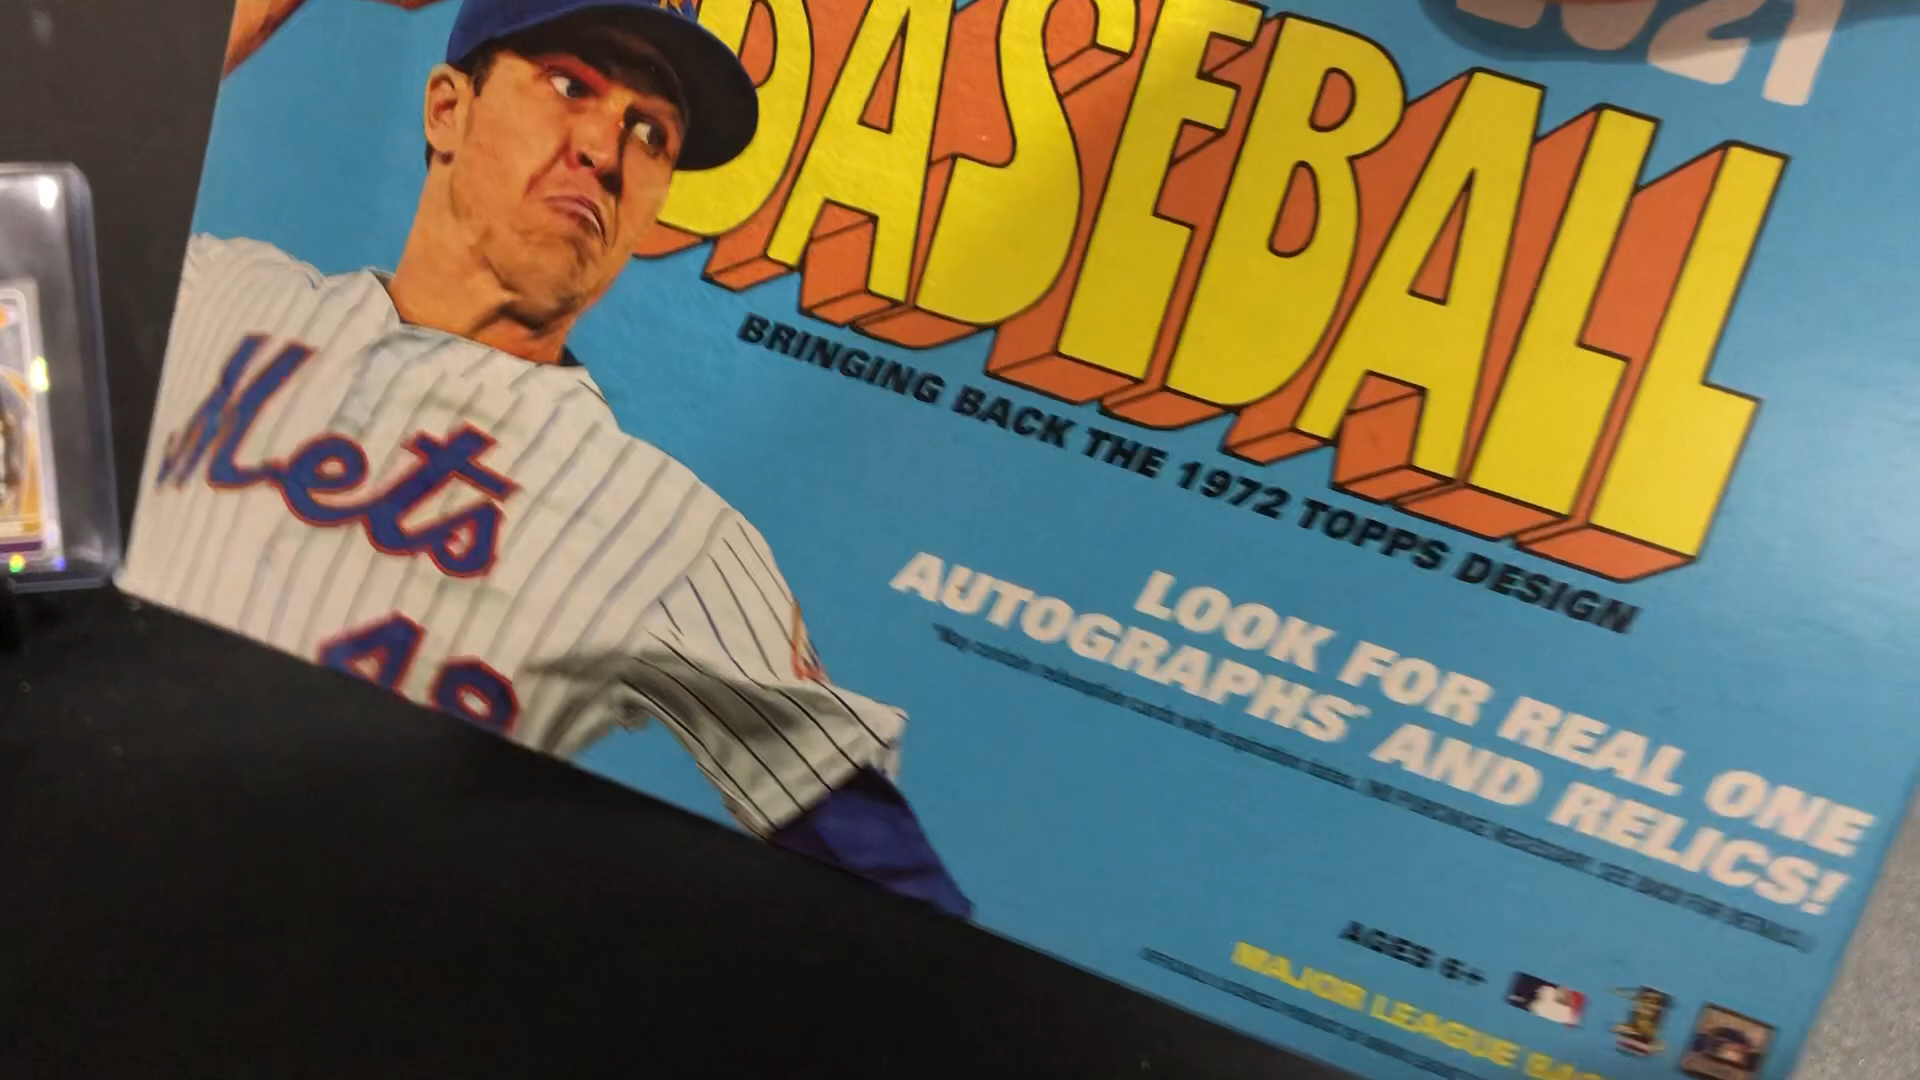 2021
BASEBALL
BRINGING BACK THE 1972 TOPPS DESIGN
Mets
48
LOOK FOR REAL ONE
AUTOGRAPHS* AND RELICS!
AGES 6+
MAJOR LEAGUE